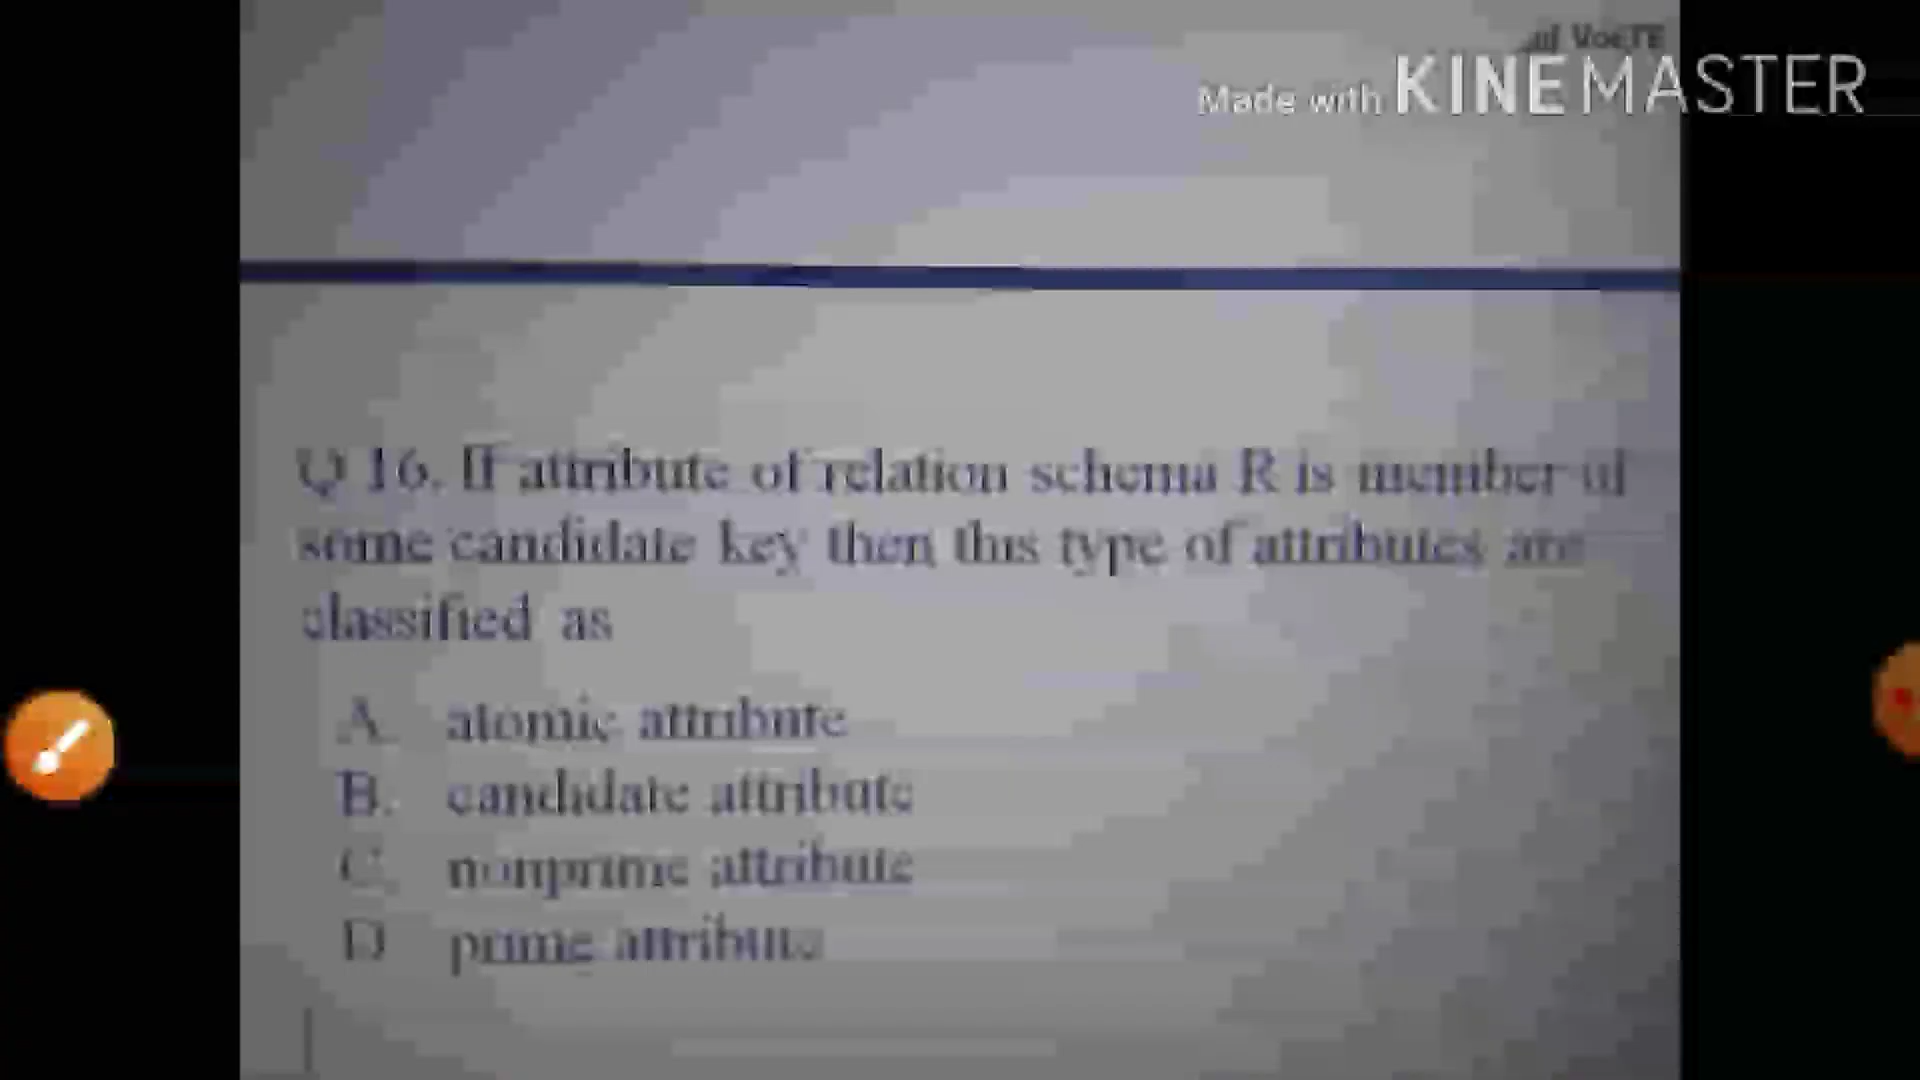 VoLTE
Made with KINEMASTER
Q 16. If attribute of relation schema R is member of
some candidate key then this type of attributes are
classified as
A. atomic attribute
B. candidate attribute
C. nonprime attribute
D. prime attribute